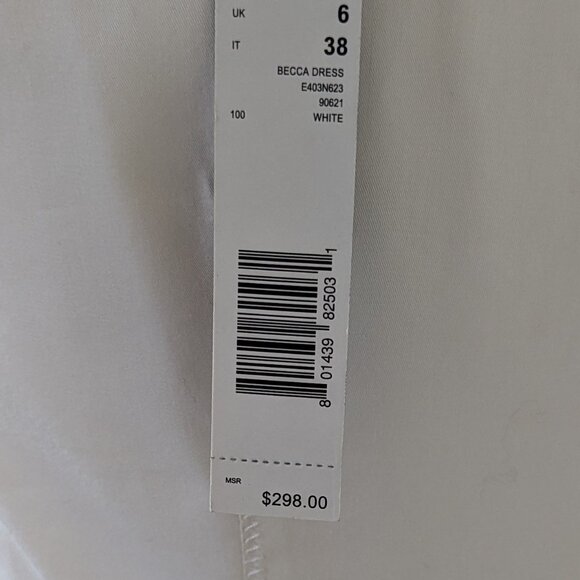 UK 6
IT 38
BECCA DRESS
E403N623
90621
100 WHITE
8 01439 82503 1
MSR
$298.00